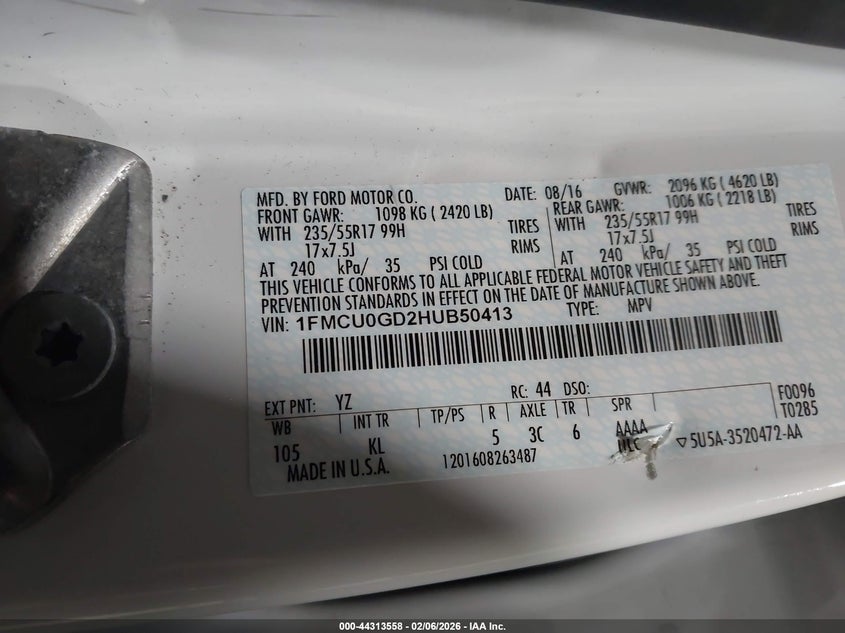 MFD. BY FORD MOTOR CO. DATE: 08/16 GVWR: 2096 KG ( 4620 LB)
FRONT GAWR: 1098 KG ( 2420 LB) REAR GAWR: 1006 KG ( 2218 LB)
WITH 235/55R17 99H TIRES WITH 235/55R17 99H TIRES
17x7.5J RIMS 17x7.5J RIMS
AT 240 kPa/ 35 PSI COLD AT 240 kPa/ 35 PSI COLD
THIS VEHICLE CONFORMS TO ALL APPLICABLE FEDERAL MOTOR VEHICLE SAFETY AND THEFT
PREVENTION STANDARDS IN EFFECT ON THE DATE OF MANUFACTURE SHOWN ABOVE.
VIN: 1FMCU0GD2HUB50413 TYPE: MPV
EXT PNT: YZ RC: 44 DSO: F0096
WB INT TR TP/PS R AXLE TR SPR T0285
105 KL 5 3C 6 AAAA
5U5A-3520472-AA
MADE IN U.S.A. 1201608263487
000-44313558 - 02/06/2026 - IAA Inc.